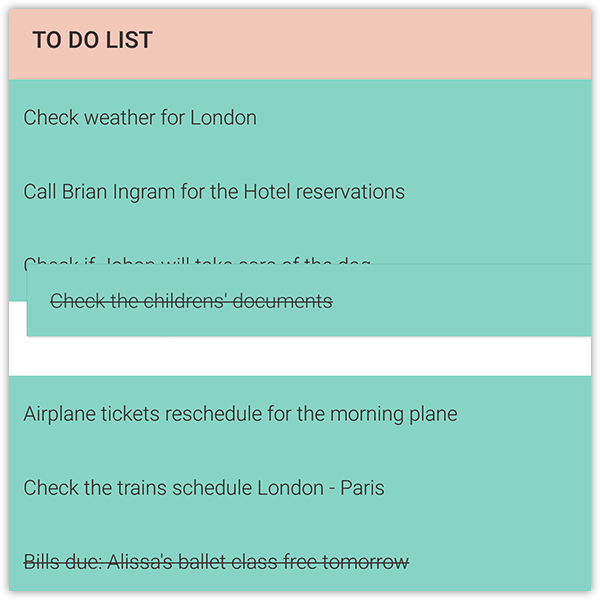 TO DO LIST
Check weather for London
Call Brian Ingram for the Hotel reservations
Check if Johan will take care of the dog
Check the childrens' documents
Airplane tickets reschedule for the morning plane
Check the trains schedule London - Paris
Bills due: Alissa's ballet class free tomorrow